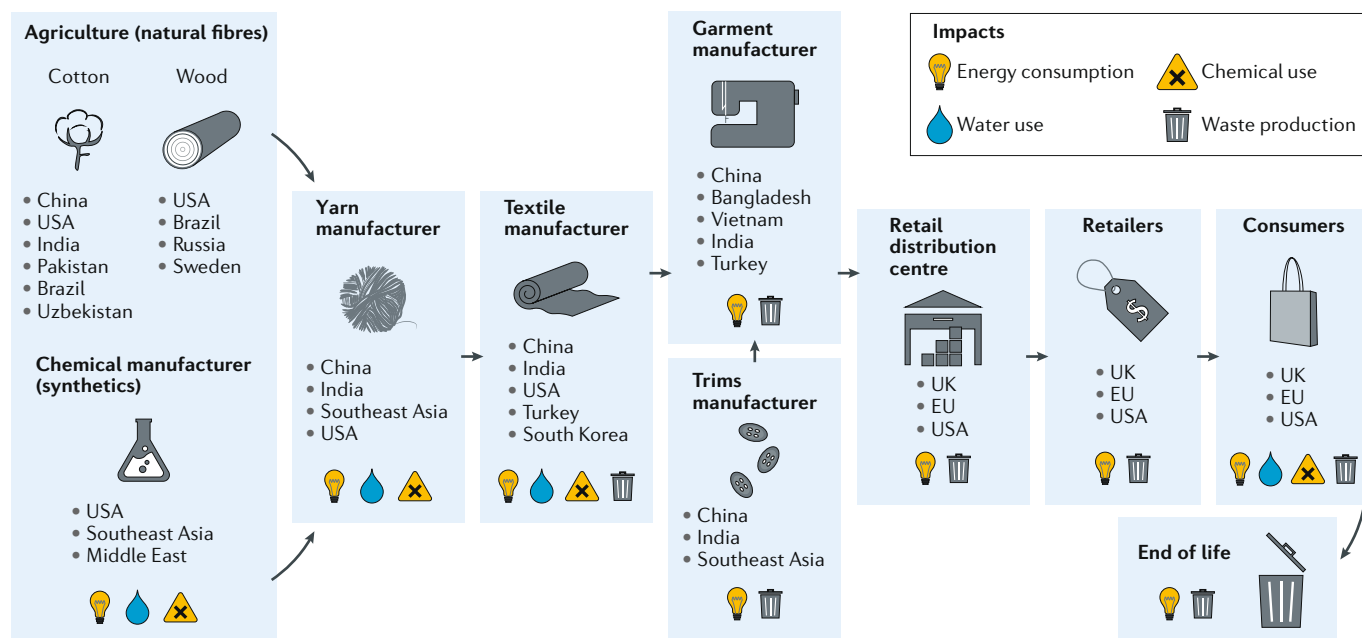 Agriculture (natural fibres)
Cotton
Wood
• China
• USA
• India
• Pakistan
• Brazil
• Uzbekistan
• USA
• Brazil
• Russia
• Sweden
Chemical manufacturer
(synthetics)
• USA
• Southeast Asia
• Middle East
Yarn
manufacturer
• China
• India
• Southeast Asia
• USA
Textile
manufacturer
• China
• India
• USA
• Turkey
• South Korea
Garment
manufacturer
• China
• Bangladesh
• Vietnam
• India
• Turkey
Trims
manufacturer
• China
• India
• Southeast Asia
Impacts
Energy consumption
Chemical use
Water use
Waste production
Retail
distribution
centre
• UK
• EU
• USA
Retailers
$
• UK
• EU
• USA
Consumers
• UK
• EU
• USA
End of life